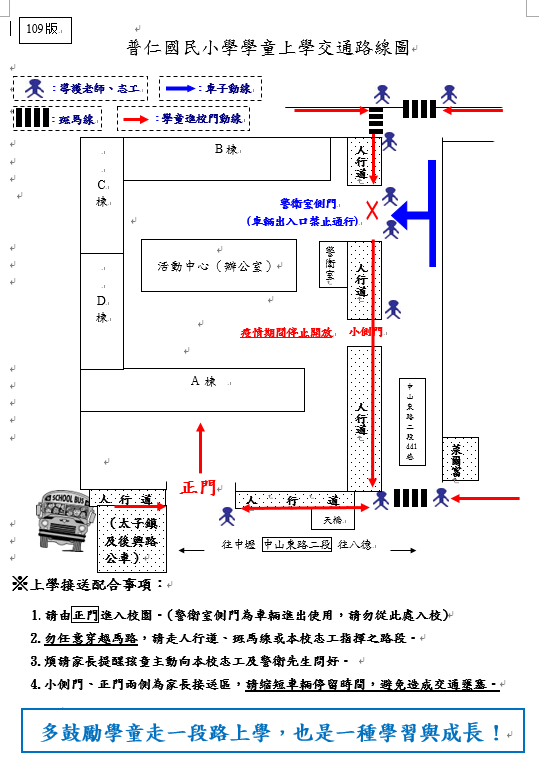 109版
普仁國民小學學童上學交通路線圖
：導護老師、志工
：車子動線
：斑馬線
：學童進校門動線
B 棟
人行道
C棟
警衛室側門
(車輛出入口禁止通行)
警衛室
人行道
活動中心（辦公室）
D棟
疫情期間停止開放
小側門
A 棟
人行道
中山東路二段441巷
萊爾富
正門
SCHOOL BUS
人 行 道
人 行 道
(太子鎮及後興路公車)
天橋
往中壢 中山東路二段 往八德
※上學接送配合事項：
1. 請由正門進入校園。(警衛室側門為車輛進出使用，請勿從此處入校)
2. 勿任意穿越馬路，請走人行道、斑馬線或本校志工指揮之路段。
3. 煩請家長提醒孩童主動向本校志工及警衛先生問好。
4. 小側門、正門兩側為家長接送區，請縮短車輛停留時間，避免造成交通壅塞。
多鼓勵學童走一段路上學，也是一種學習與成長！